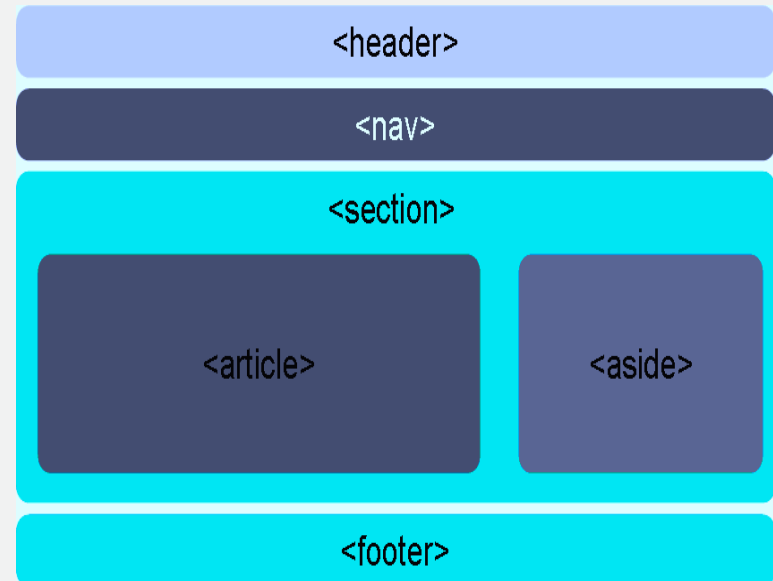 <header>
<nav>
<section>
<article>
<aside>
<footer>